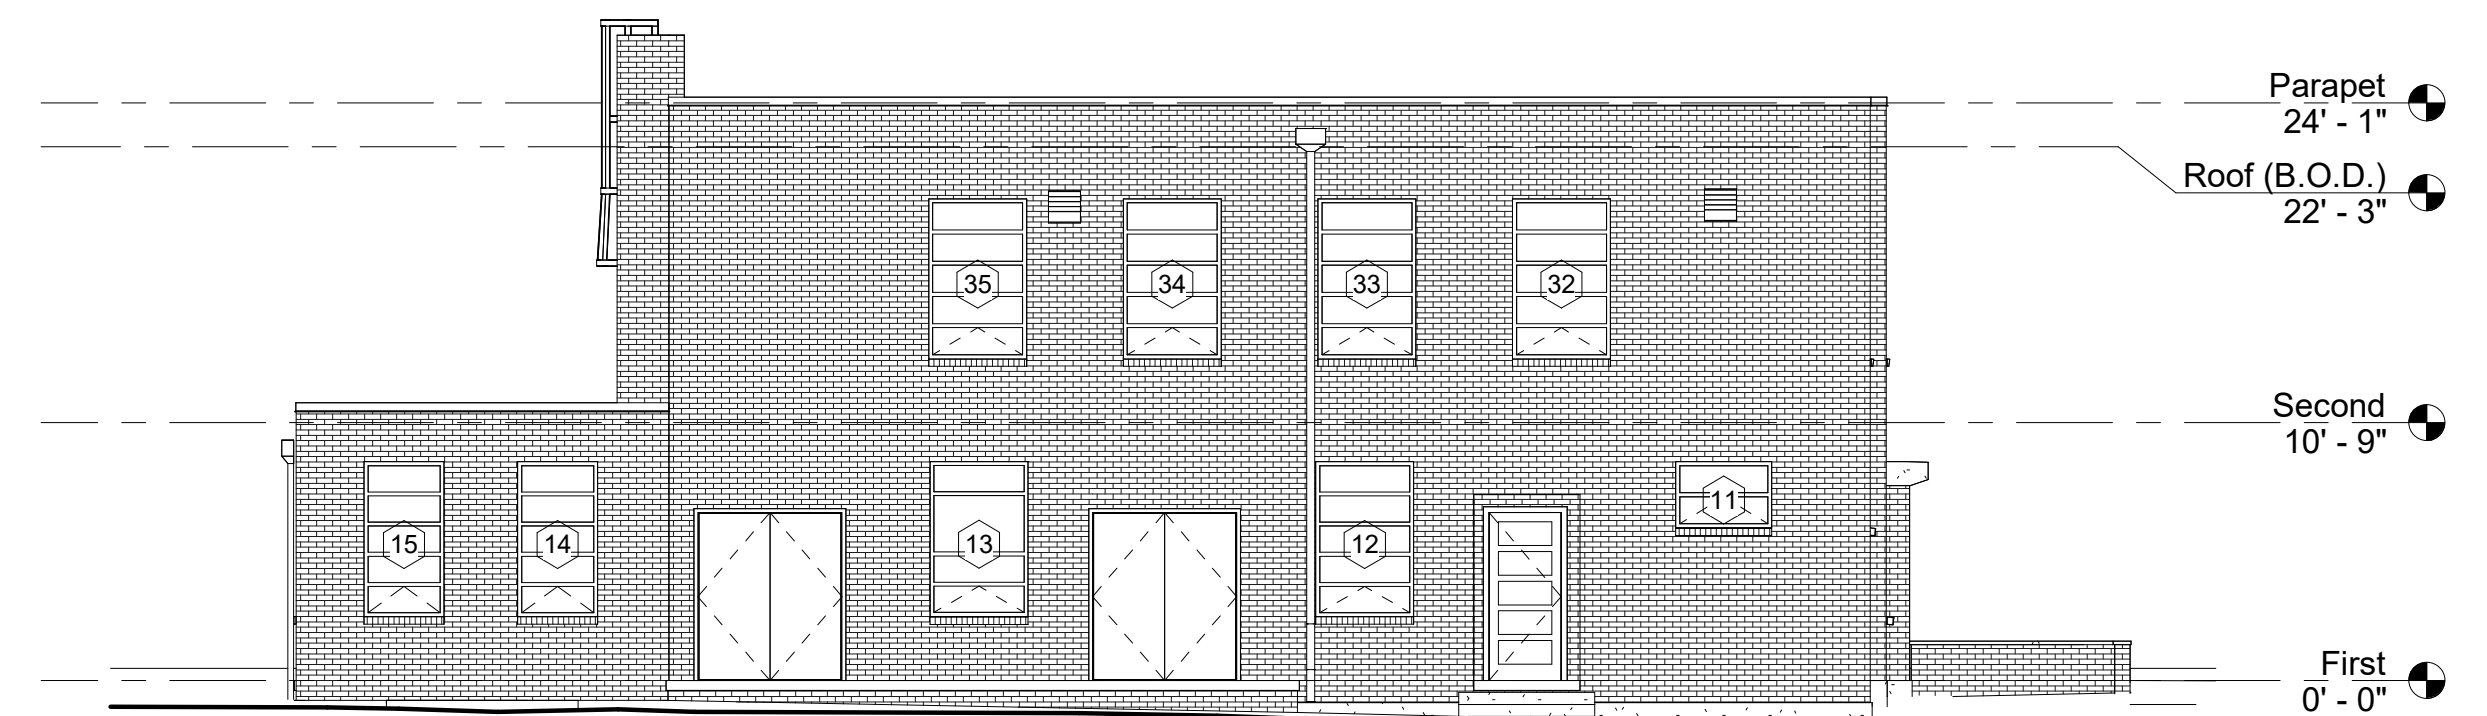 Parapet
24' - 1"
Roof (B.O.D.)
22' - 3"
35
34
33
32
Second
10' - 9"
11
15
14
13
12
First
0' - 0"